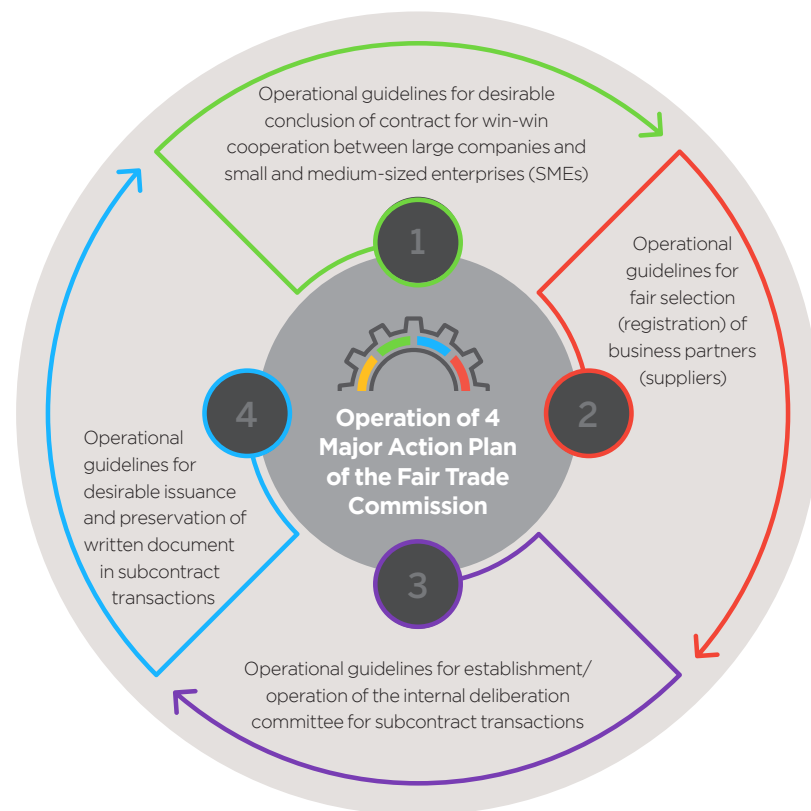 Operational guidelines for desirable
conclusion of contract for win-win
cooperation between large companies and
small and medium-sized enterprises (SMEs)
1
Operational
guidelines for
fair selection
(registration) of
business partners
(suppliers)
2
Operation of 4
Major Action Plan
of the Fair Trade
Commission
3
Operational guidelines for establishment/
operation of the internal deliberation
committee for subcontract transactions
4
Operational
guidelines for
desirable issuance
and preservation of
written document
in subcontract
transactions